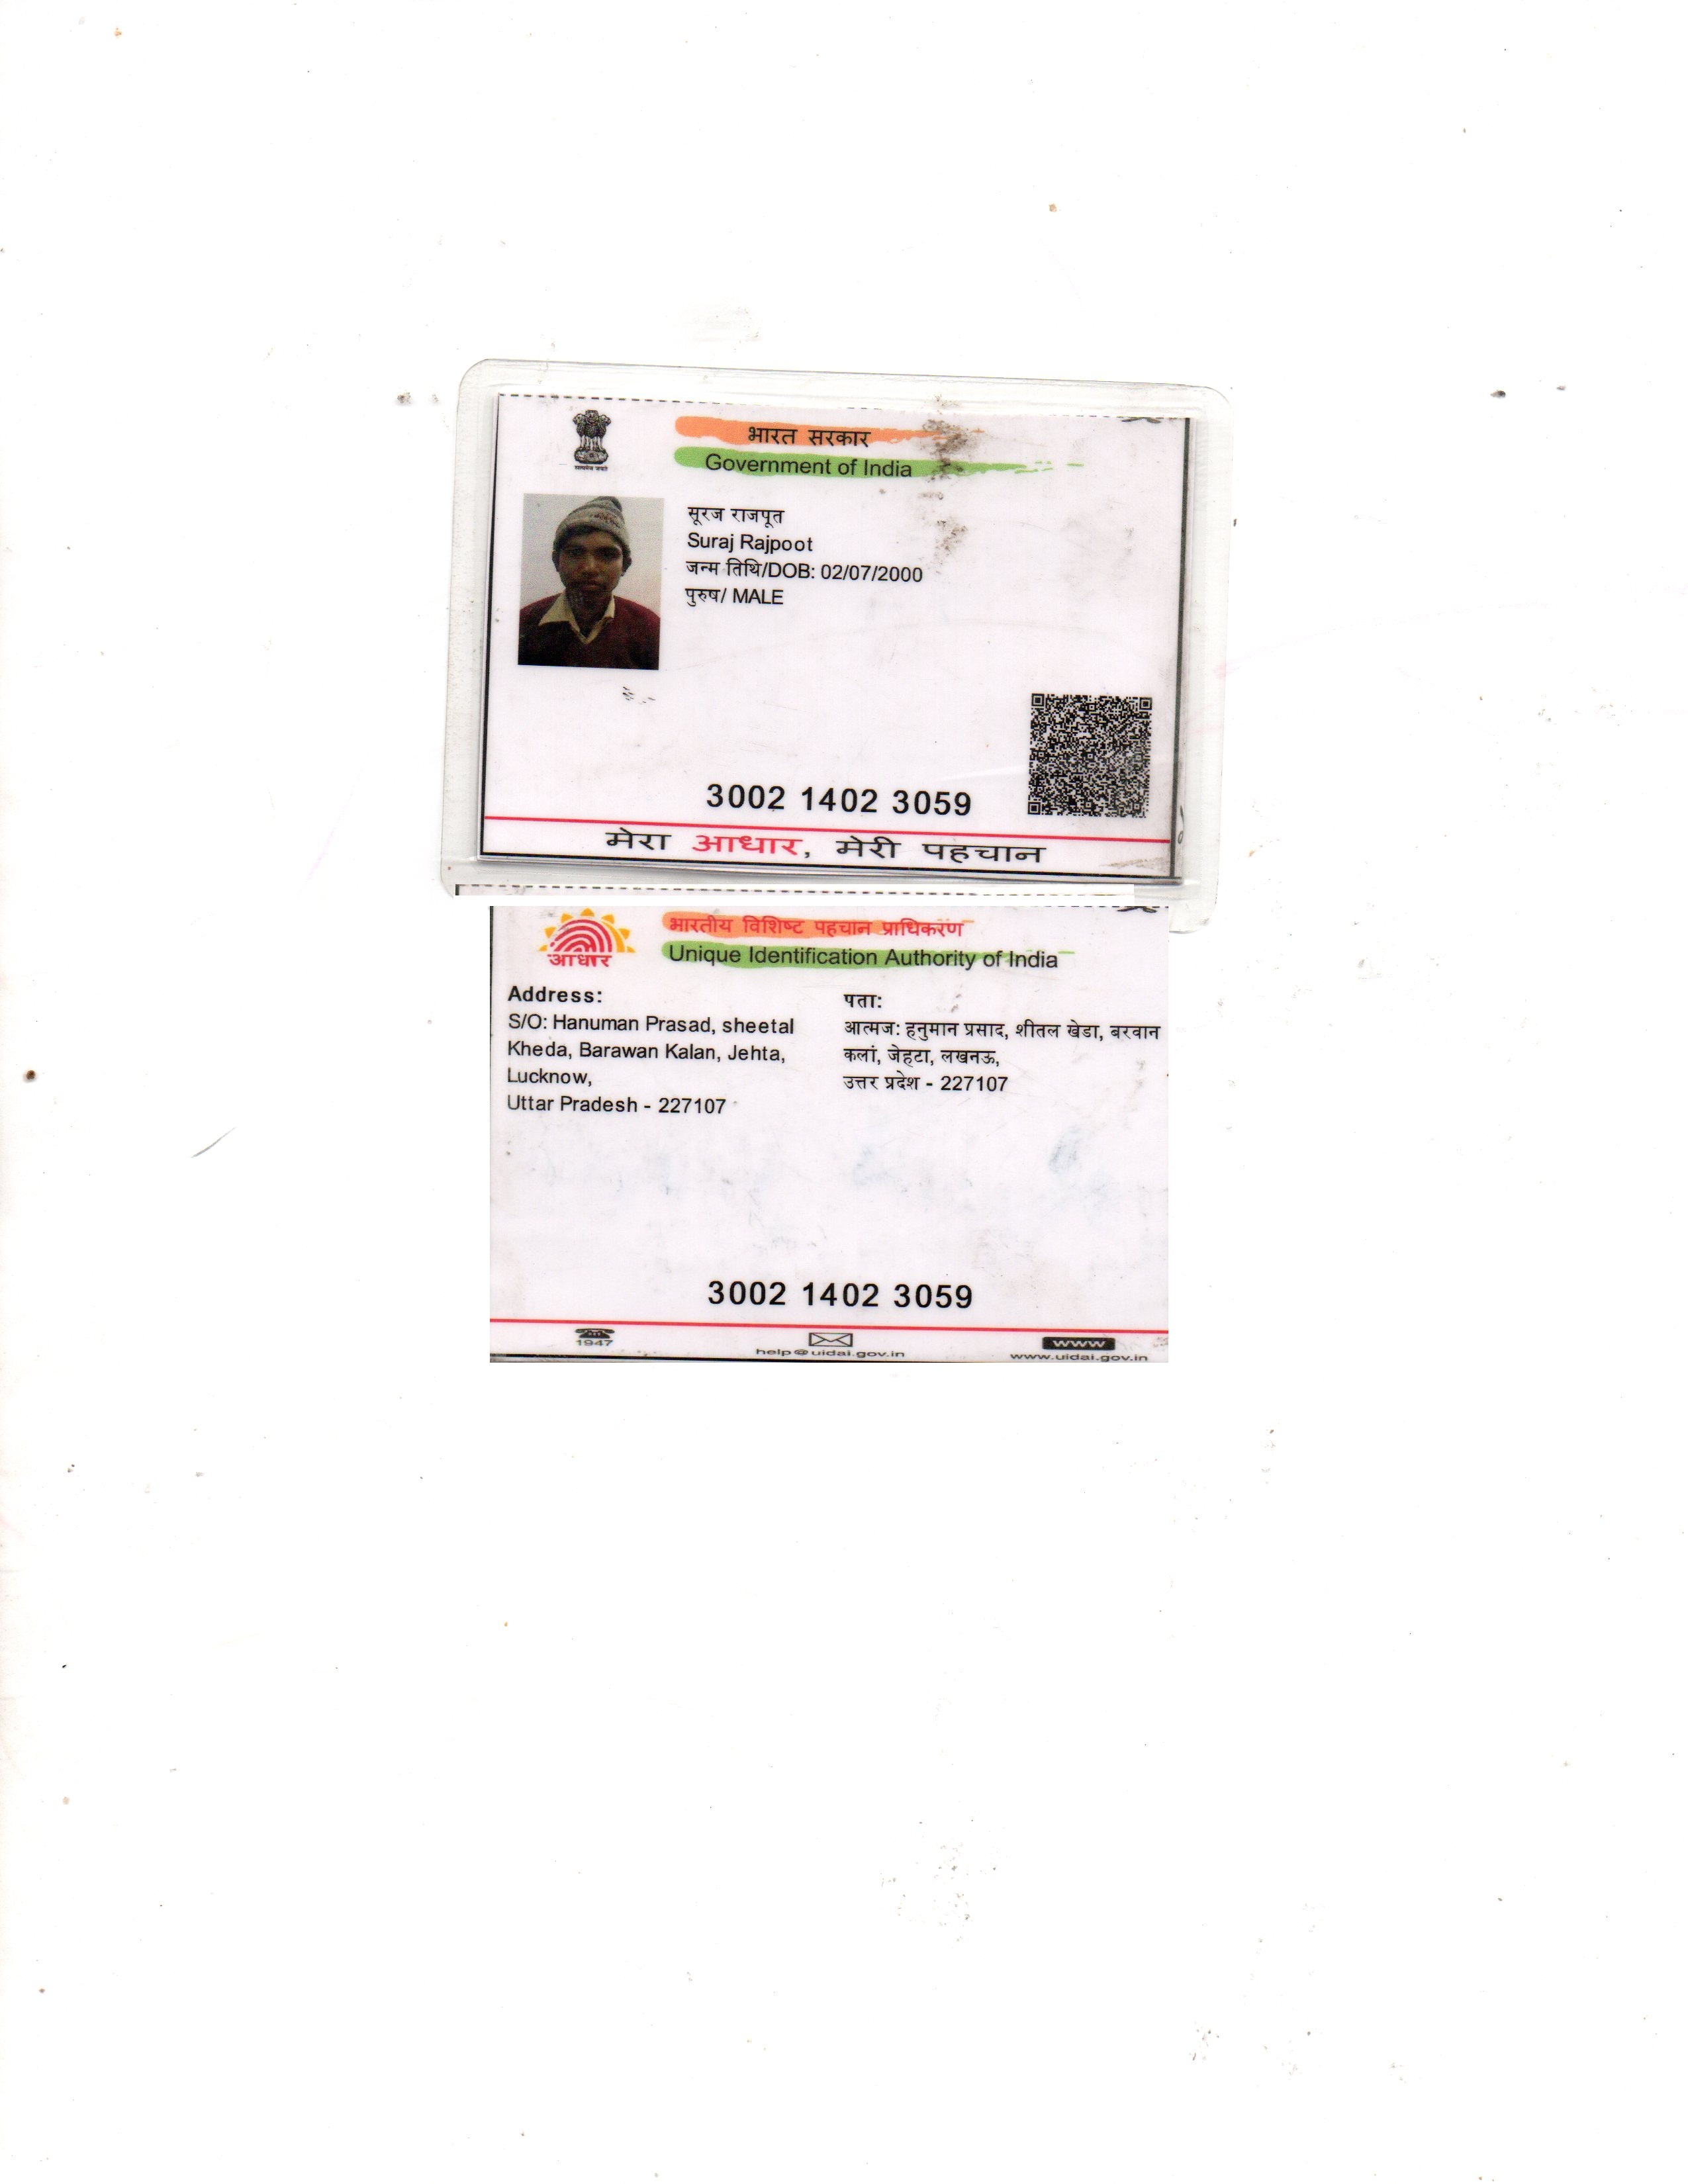 भारत सरकार
Government of India
सूरज राजपूत
Suraj Rajpoot
जन्म तिथि/DOB: 02/07/2000
पुरुष/ MALE
3002 1402 3059
मेरा आधार, मेरी पहचान
आधार
भारतीय विशिष्ट पहचान प्राधिकरण
Unique Identification Authority of India
Address:
S/O: Hanuman Prasad, sheetal
Kheda, Barawan Kalan, Jehta,
Lucknow,
Uttar Pradesh - 227107
पता:
आत्मज: हनुमान प्रसाद, शीतल खेडा, बरवान
कलां, जेहटा, लखनऊ,
उत्तर प्रदेश - 227107
3002 1402 3059
1947
help@uidai.gov.in
www
www.uidai.gov.in